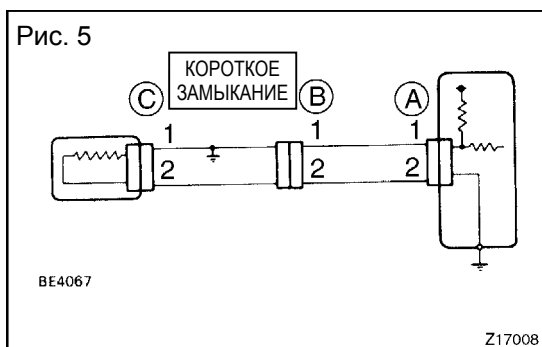 Рис. 5
КОРОТКОЕ
ЗАМЫКАНИЕ
C B A
1 1 1
2 2 2
BE4067
Z17008